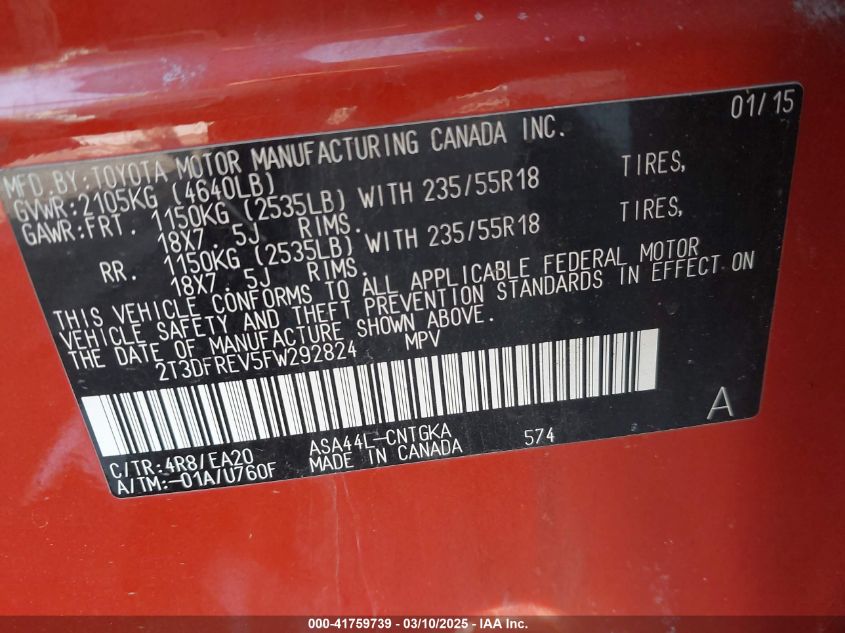 01/15
MFD.BY:TOYOTA MOTOR MANUFACTURING CANADA INC.
GVWR:2105KG (4640LB)
GAWR:FRT. 1150KG (2535LB) WITH 235/55R18 TIRES,
18X7.5J RIMS.
RR. 1150KG (2535LB) WITH 235/55R18 TIRES,
18X7.5J RIMS.
THIS VEHICLE CONFORMS TO ALL APPLICABLE FEDERAL MOTOR
VEHICLE SAFETY AND THEFT PREVENTION STANDARDS IN EFFECT ON
THE DATE OF MANUFACTURE SHOWN ABOVE.
2T3DFREV5FW292824 MPV
A
C/TR:4R8/EA20 ASA44L-CNTGKA 574
A/TM:-01A/U760F MADE IN CANADA
000-41759739 — 03/10/2025 — IAAI, Inc.